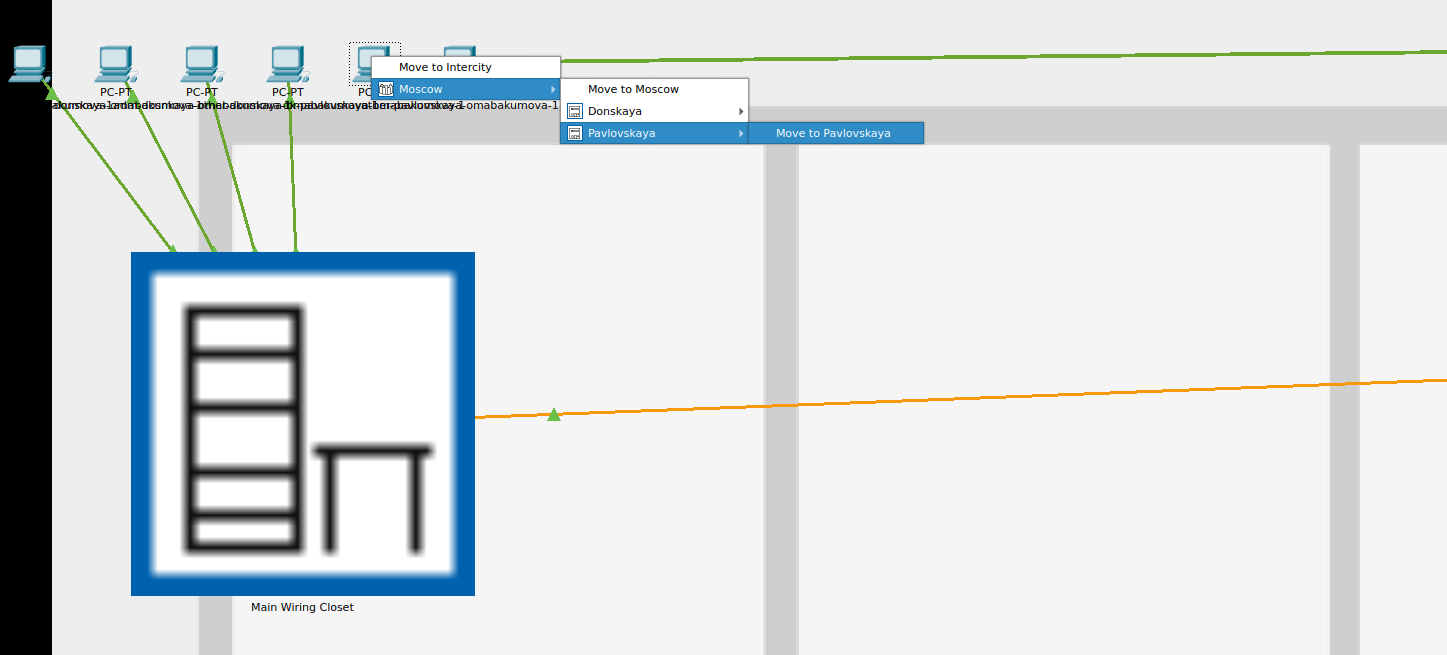 Move to Intercity
Moscow
Move to Moscow
PC-PT PC-PT PC-PT
Donskaya
Pavlovskaya
Move to Pavlovskaya
Main Wiring Closet